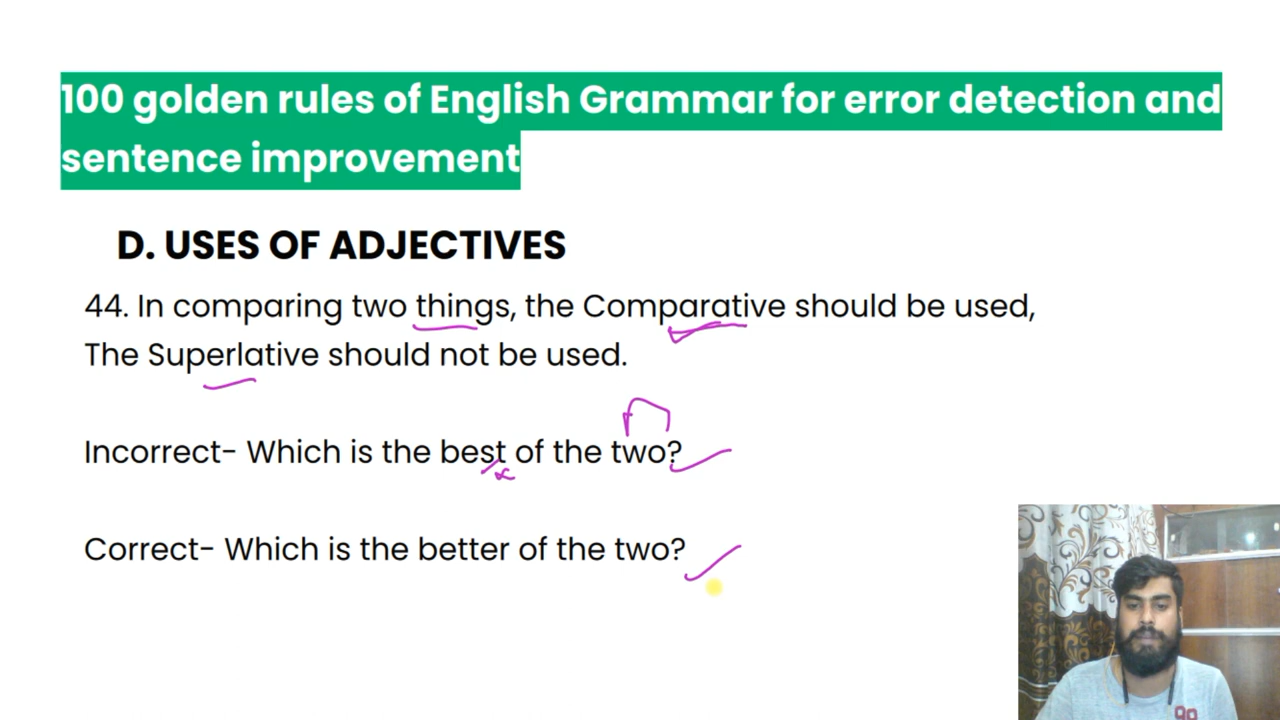 100 golden rules of English Grammar for error detection and
sentence improvement
D. USES OF ADJECTIVES
44. In comparing two things, the Comparative should be used,
The Superlative should not be used.
Incorrect- Which is the best of the two?
Correct- Which is the better of the two?